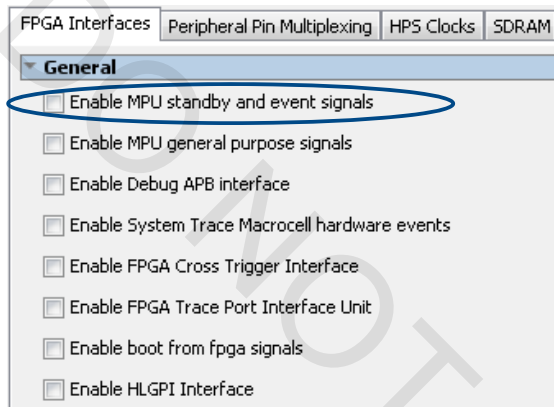 FPGA Interfaces Peripheral Pin Multiplexing HPS Clocks SDRAM
General
Enable MPU standby and event signals
Enable MPU general purpose signals
Enable Debug APB interface
Enable System Trace Macrocell hardware events
Enable FPGA Cross Trigger Interface
Enable FPGA Trace Port Interface Unit
Enable boot from fpga signals
Enable HLGPI Interface
DO NOT